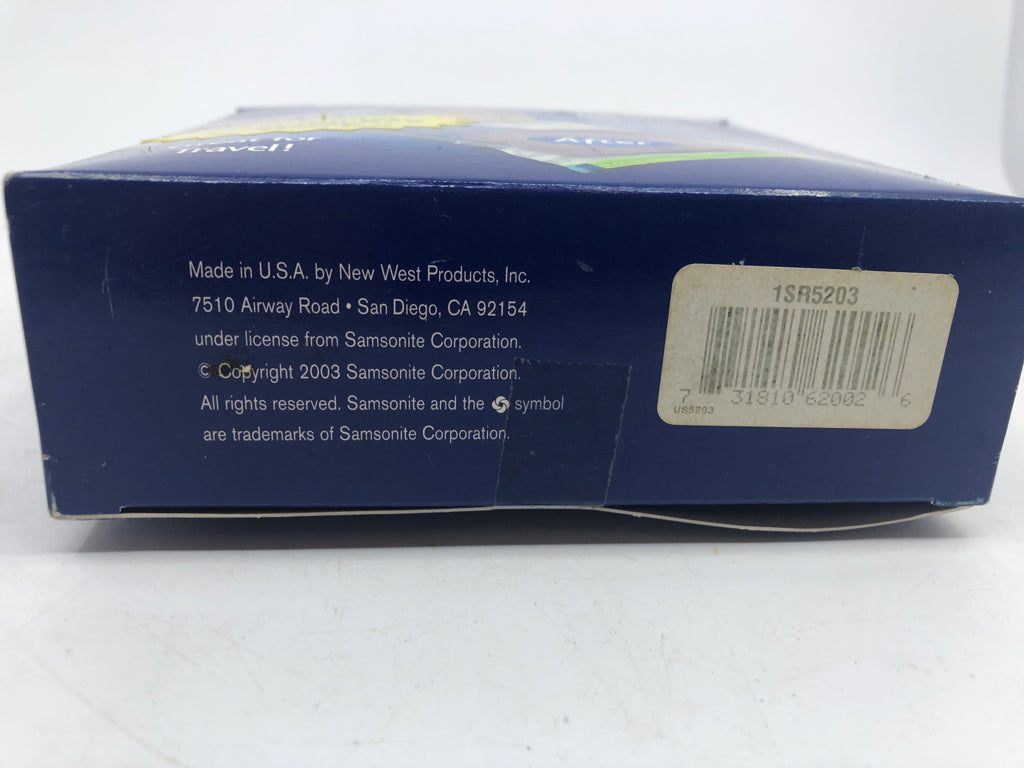 for
Travel!
After
Made in U.S.A. by New West Products, Inc.
7510 Airway Road • San Diego, CA 92154
under license from Samsonite Corporation.
© Copyright 2003 Samsonite Corporation.
All rights reserved. Samsonite and the symbol
are trademarks of Samsonite Corporation.
1SR5203
7 31810 62002 6
US5203